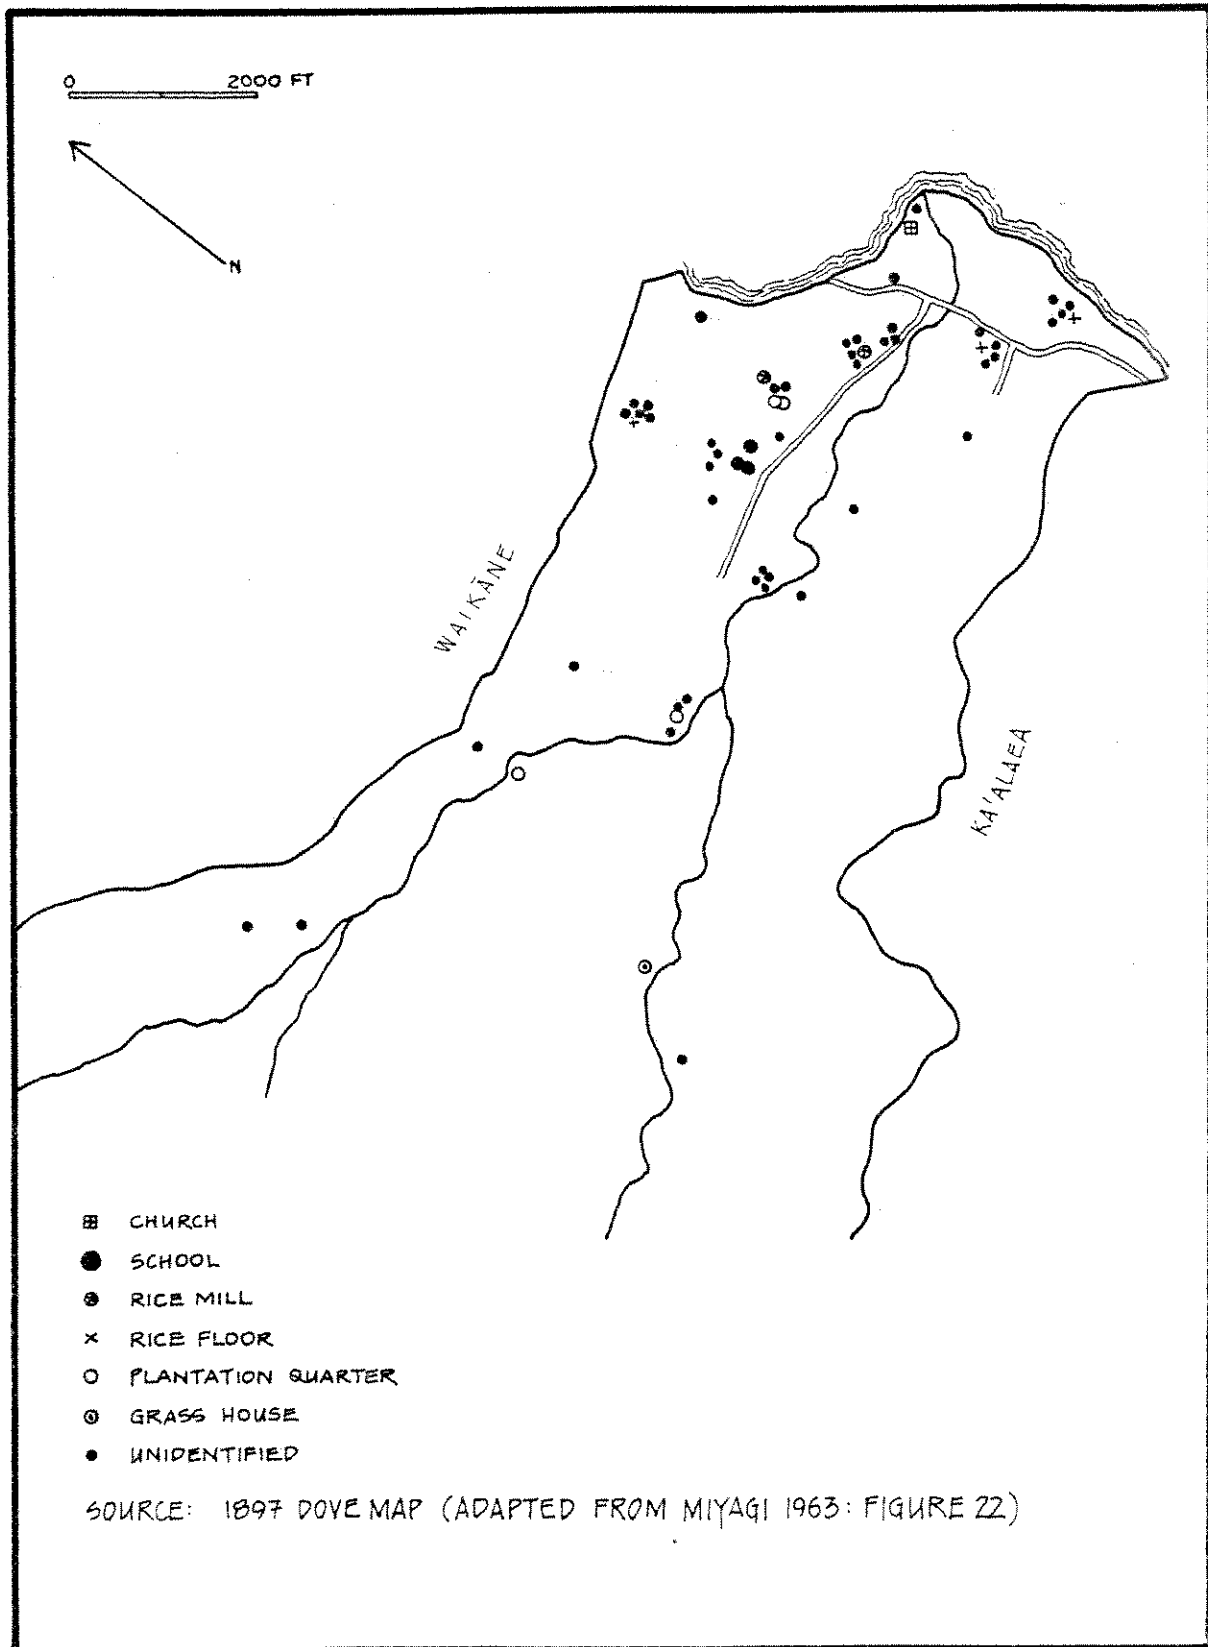 0 2000 FT
N
WAIKĀNE
KA'ALAEA
CHURCH
SCHOOL
RICE MILL
RICE FLOOR
PLANTATION QUARTER
GRASS HOUSE
UNIDENTIFIED
SOURCE: 1897 DOVE MAP (ADAPTED FROM MIYAGI 1963: FIGURE 22)